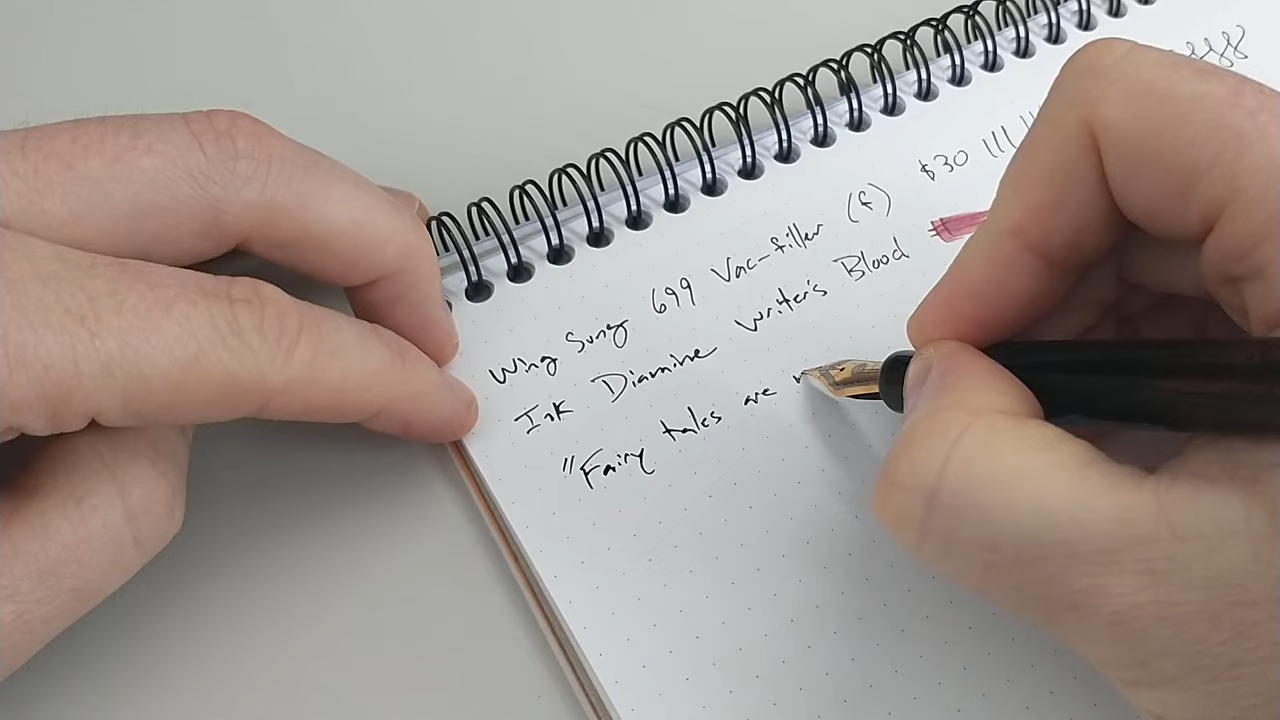 Wing Sung 699 Vac-filler (f) $30
Ink Diamine Writer's Blood
"Fairy tales are